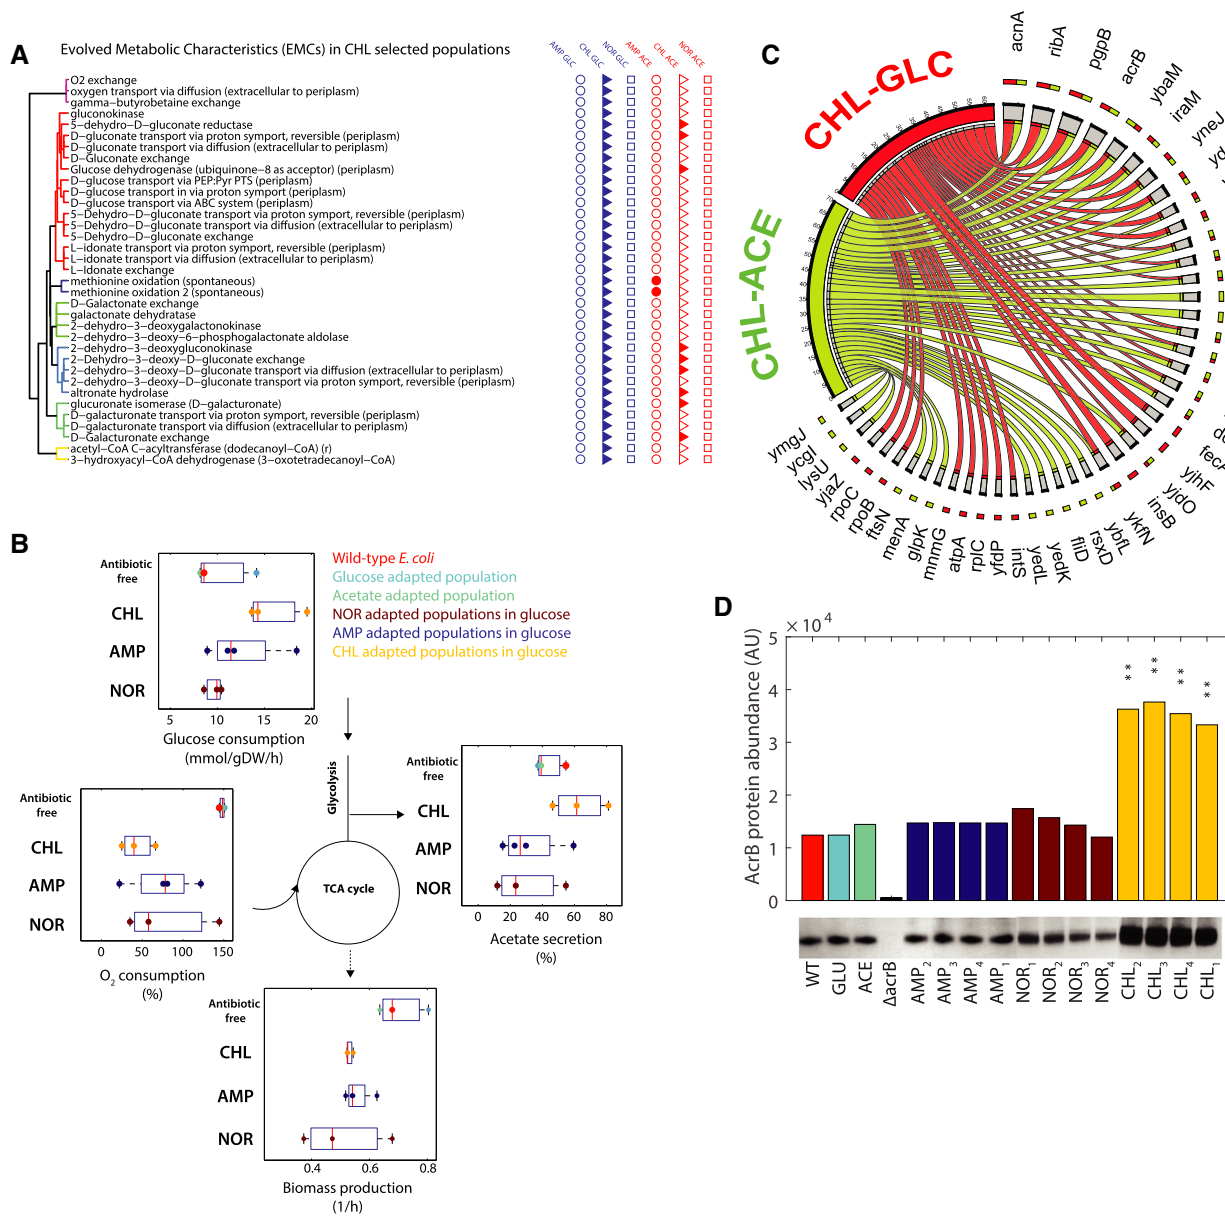 A
Evolved Metabolic Characteristics (EMCs) in CHL selected populations
AMP GLC
CHL GLC
NOR GLC
AMP ACE
CHL ACE
NOR ACE
O2 exchange
oxygen transport via diffusion (extracellular to periplasm)
gamma−butyrobetaine exchange
gluconokinase
5−dehydro−D−gluconate reductase
D−gluconate transport via proton symport, reversible (periplasm)
D−gluconate transport via diffusion (extracellular to periplasm)
D−Gluconate exchange
Glucose dehydrogenase (ubiquinone−8 as acceptor) (periplasm)
D−glucose transport via PEP:Pyr PTS (periplasm)
D−glucose transport in via proton symport (periplasm)
D−glucose transport via ABC system (periplasm)
5−Dehydro−D−gluconate transport via proton symport, reversible (periplasm)
5−Dehydro−D−gluconate transport via diffusion (extracellular to periplasm)
5−Dehydro−D−gluconate exchange
L−idonate transport via proton symport, reversible (periplasm)
L−idonate transport via diffusion (extracellular to periplasm)
L−Idonate exchange
methionine oxidation (spontaneous)
methionine oxidation 2 (spontaneous)
D−Galactonate exchange
galactonate dehydratase
2−dehydro−3−deoxygalactonokinase
2−dehydro−3−deoxy−6−phosphogalactonate aldolase
2−dehydro−3−deoxygluconokinase
2−Dehydro−3−deoxy−D−gluconate exchange
2−dehydro−3−deoxy−D−gluconate transport via diffusion (extracellular to periplasm)
2−dehydro−3−deoxy−D−gluconate transport via proton symport, reversible (periplasm)
altronate hydrolase
glucuronate isomerase (D−galacturonate)
D−galacturonate transport via proton symport, reversible (periplasm)
D−galacturonate transport via diffusion (extracellular to periplasm)
D−Galacturonate exchange
acetyl−CoA C−acyltransferase (dodecanoyl−CoA) (r)
3−hydroxyacyl−CoA dehydrogenase (3−oxotetradecanoyl−CoA)
B
Antibiotic
free
CHL
AMP
NOR
5 10 15 20
Glucose consumption
(mmol/gDW/h)
Wild-type E. coli
Glucose adapted population
Acetate adapted population
NOR adapted populations in glucose
AMP adapted populations in glucose
CHL adapted populations in glucose
Antibiotic
free
CHL
AMP
NOR
0 50 100 150
O2 consumption
(%)
Glycolysis
TCA cycle
Antibiotic
free
CHL
AMP
NOR
0 20 40 60 80
Acetate secretion
(%)
Antibiotic
free
CHL
AMP
NOR
0.4 0.6 0.8
Biomass production
(1/h)
C
CHL-GLC
CHL-ACE
acnA
ribA
pgpB
acrB
ybaM
iraM
yneJ
yd
fec
yjhF
yjdO
insB
ykfN
ybfL
rsxD
fliD
yedK
yedL
intS
yfdP
rplC
atpA
mnmG
glpK
menA
ftsN
rpoB
rpoC
yjaZ
lysU
ycgI
ymgJ
D
× 10^4
AcrB protein abundance (AU)
5
4
3
2
1
0
** ** ** **
WT
GLU
ACE
ΔacrB
AMP2
AMP3
AMP4
AMP1
NOR1
NOR2
NOR3
NOR4
CHL2
CHL3
CHL4
CHL1